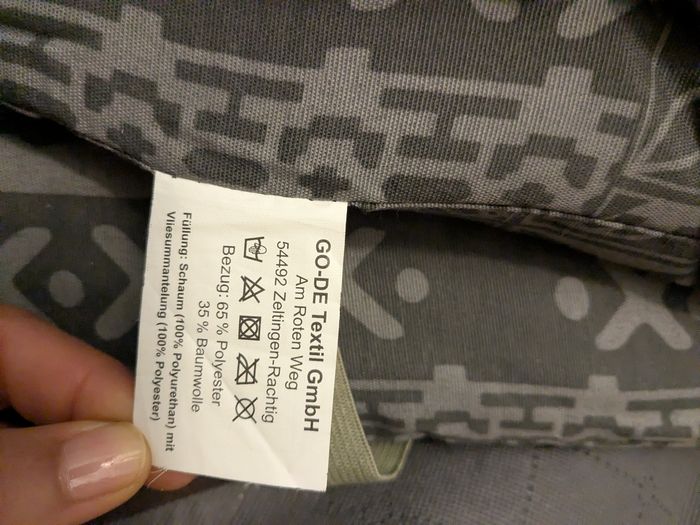 GO-DE Textil GmbH
Am Roten Weg
54492 Zeltingen-Rachtig
Bezug: 65 % Polyester
35 % Baumwolle
Füllung: Schaum (100% Polyurethan) mit
Vliesummantelung (100% Polyester)